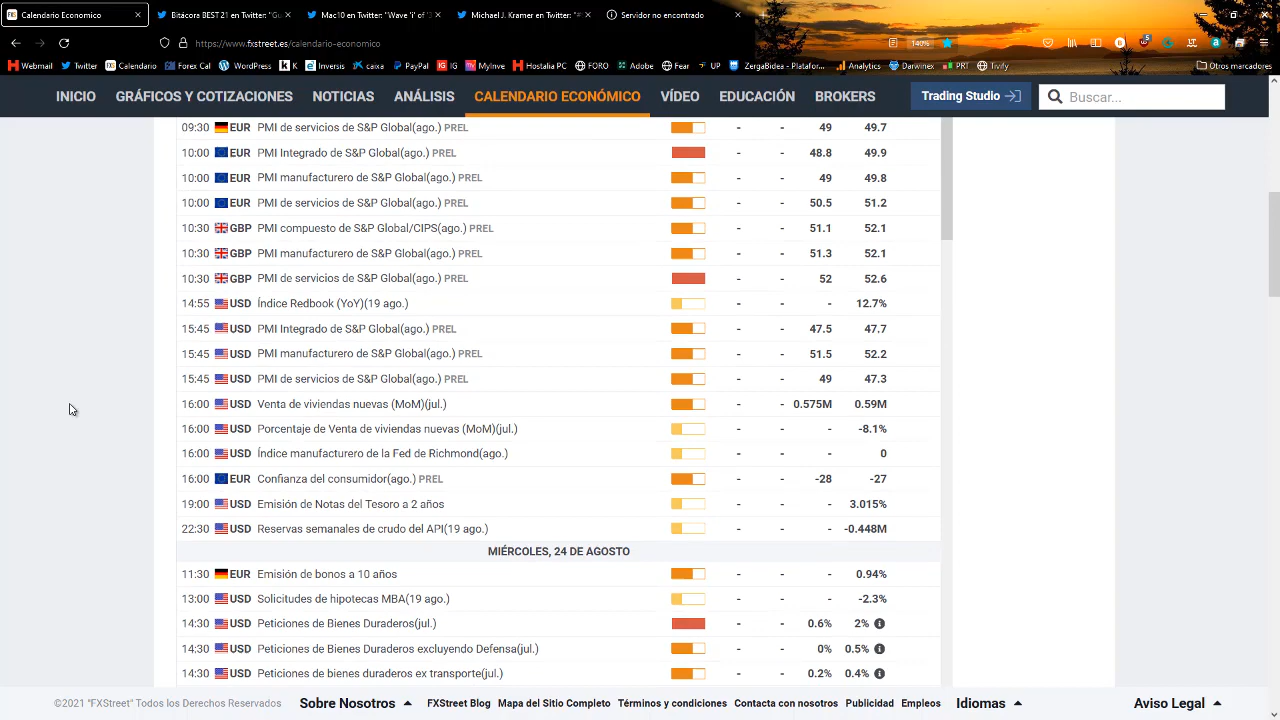 Calendario Economico
Bitácora BEST 21 en Twitter: "Gu
Mac10 en Twitter: "Wave 'i' of '3
Michael J. Kramer en Twitter: "
Servidor no encontrado
https://www.fxstreet.es/calendario-economico
140%
Webmail
Twitter
Calendario
Forex Cal
WordPress
K
Inversis
caixa
PayPal
IG
MyInve
Hostalia PC
FORO
Adobe
Fear
UP
ZergaBidea - Platafor...
Analytics
Darwinex
PRT
Tivify
Otros marcadores
INICIO GRÁFICOS Y COTIZACIONES NOTICIAS ANÁLISIS CALENDARIO ECONÓMICO VÍDEO EDUCACIÓN BROKERS Trading Studio Buscar...
09:30 EUR PMI de servicios de S&P Global(ago.) PREL - - 49 49.7
10:00 EUR PMI Integrado de S&P Global(ago.) PREL - - 48.8 49.9
10:00 EUR PMI manufacturero de S&P Global(ago.) PREL - - 49 49.8
10:00 EUR PMI de servicios de S&P Global(ago.) PREL - - 50.5 51.2
10:30 GBP PMI compuesto de S&P Global/CIPS(ago.) PREL - - 51.1 52.1
10:30 GBP PMI manufacturero de S&P Global(ago.) PREL - - 51.3 52.1
10:30 GBP PMI de servicios de S&P Global(ago.) PREL - - 52 52.6
14:55 USD Índice Redbook (YoY)(19 ago.) - - - 12.7%
15:45 USD PMI Integrado de S&P Global(ago.) PREL - - 47.5 47.7
15:45 USD PMI manufacturero de S&P Global(ago.) PREL - - 51.5 52.2
15:45 USD PMI de servicios de S&P Global(ago.) PREL - - 49 47.3
16:00 USD Venta de viviendas nuevas (MoM)(jul.) - - 0.575M 0.59M
16:00 USD Porcentaje de Venta de viviendas nuevas (MoM)(jul.) - - - -8.1%
16:00 USD Índice manufacturero de la Fed de Richmond(ago.) - - - 0
16:00 EUR Confianza del consumidor(ago.) PREL - - -28 -27
19:00 USD Emisión de Notas del Tesoro a 2 años - - - 3.015%
22:30 USD Reservas semanales de crudo del API(19 ago.) - - - -0.448M
MIÉRCOLES, 24 DE AGOSTO
11:30 EUR Emisión de bonos a 10 años - - - 0.94%
13:00 USD Solicitudes de hipotecas MBA(19 ago.) - - - -2.3%
14:30 USD Peticiones de Bienes Duraderos(jul.) - - 0.6% 2%
14:30 USD Peticiones de Bienes Duraderos excluyendo Defensa(jul.) - - 0% 0.5%
14:30 USD Peticiones de bienes duraderos ex transporte(jul.) - - 0.2% 0.4%
©2021 "FXStreet" Todos los Derechos Reservados Sobre Nosotros FXStreet Blog Mapa del Sitio Completo Términos y condiciones Contacta con nosotros Publicidad Empleos Idiomas Aviso Legal